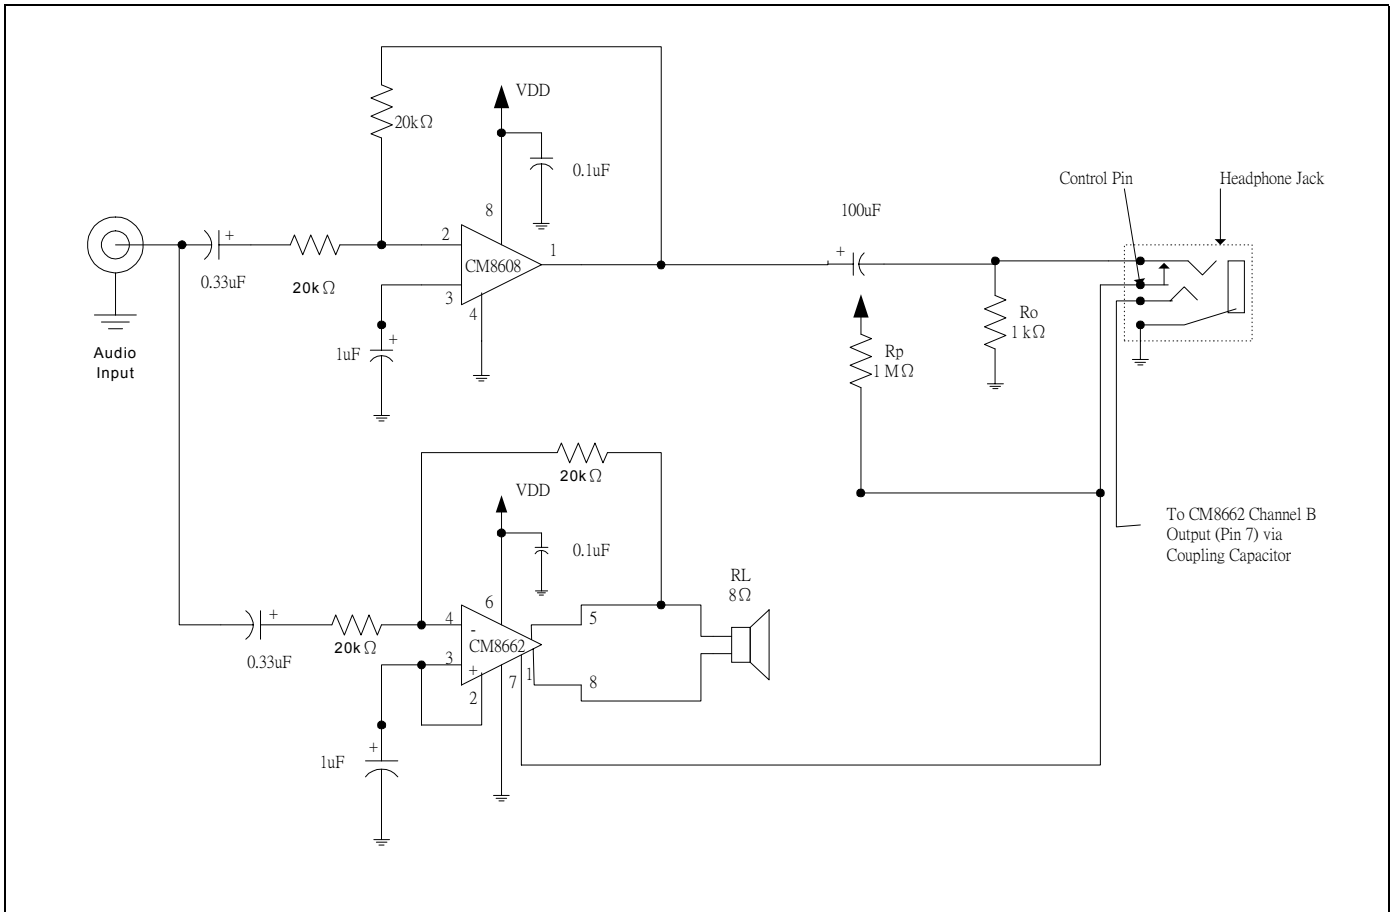 VDD
20kΩ
0.1uF
Control Pin
Headphone Jack
8
100uF
2
1
+
+
CM8608
0.33uF
20kΩ
3
4
Ro
1 kΩ
+
1uF
Rp
1 MΩ
Audio
Input
20kΩ
VDD
To CM8662 Channel B
Output (Pin 7) via
Coupling Capacitor
0.1uF
RL
8Ω
6
+
4
-
5
CM8662
20kΩ
0.33uF
3
+
7
1
8
2
+
1uF